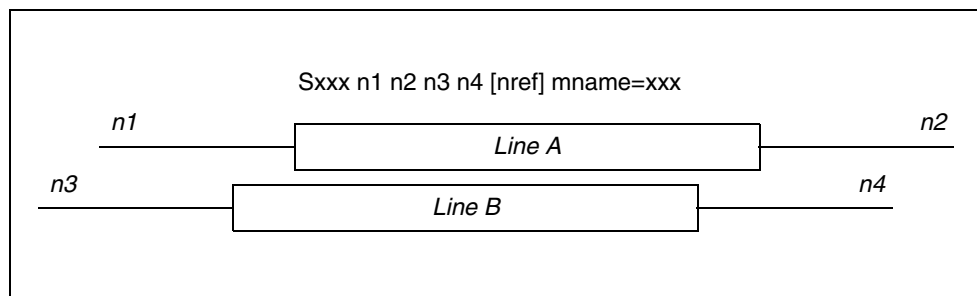 Sxxx n1 n2 n3 n4 [nref] mname=xxx
n1 Line A n2
n3 Line B n4